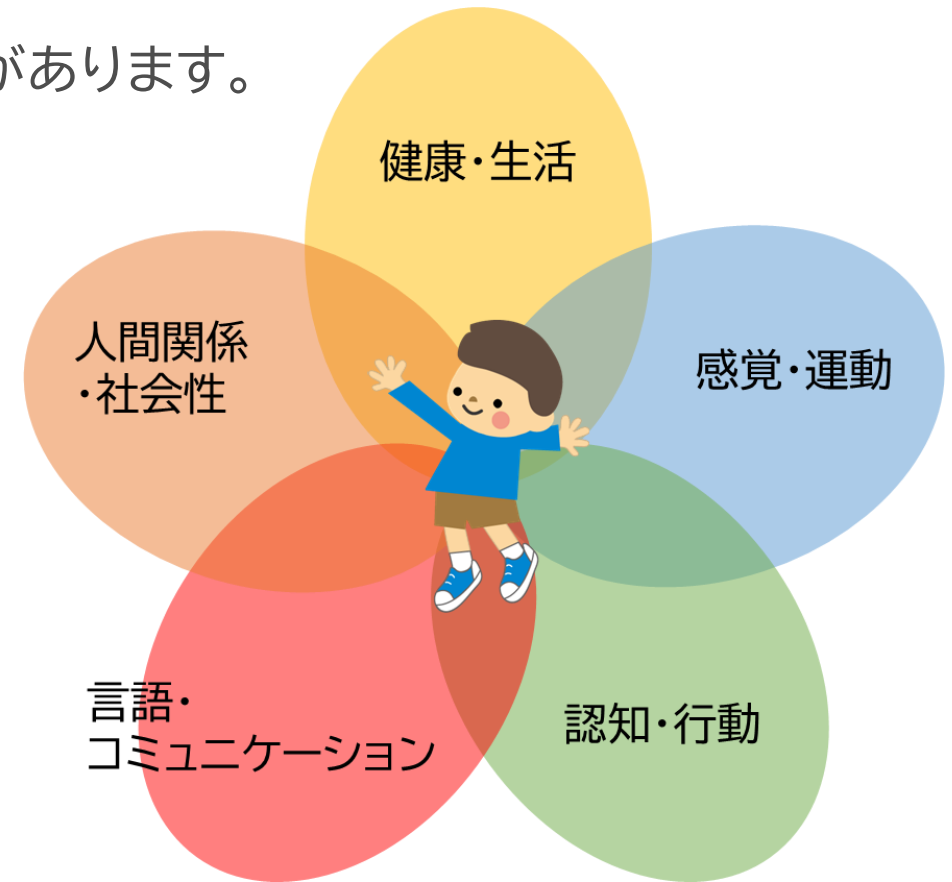 があります。
健康・生活
人間関係
・社会性
感覚・運動
言語・
コミュニケーション
認知・行動